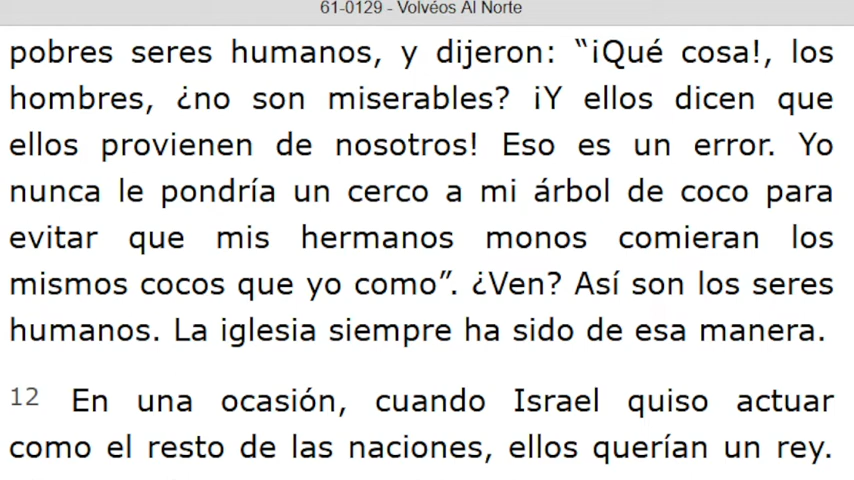 61-0129 - Volvéos Al Norte
pobres seres humanos, y dijeron: “¡Qué cosa!, los
hombres, ¿no son miserables? ¡Y ellos dicen que
ellos provienen de nosotros! Eso es un error. Yo
nunca le pondría un cerco a mi árbol de coco para
evitar que mis hermanos monos comieran los
mismos cocos que yo como”. ¿Ven? Así son los seres
humanos. La iglesia siempre ha sido de esa manera.
12 En una ocasión, cuando Israel quiso actuar
como el resto de las naciones, ellos querían un rey.